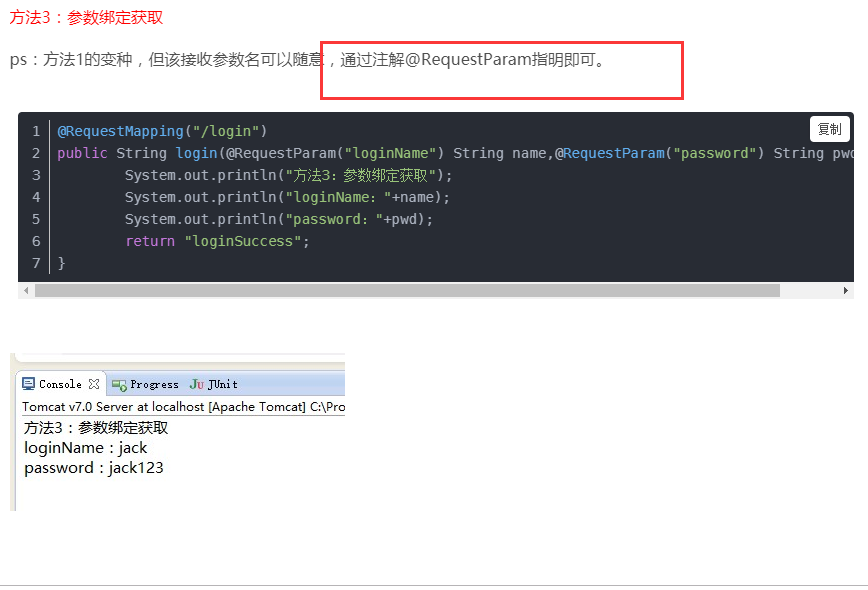 方法3：参数绑定获取
ps：方法1的变种，但该接收参数名可以随意，通过注解@RequestParam指明即可。
复制
1 @RequestMapping("/login")
2 public String login(@RequestParam("loginName") String name,@RequestParam("password") String pwd
3 System.out.println("方法3：参数绑定获取");
4 System.out.println("loginName："+name);
5 System.out.println("password："+pwd);
6 return "loginSuccess";
7 }
Console Progress JUnit
Tomcat v7.0 Server at localhost [Apache Tomcat] C:\Pro
方法3：参数绑定获取
loginName：jack
password：jack123